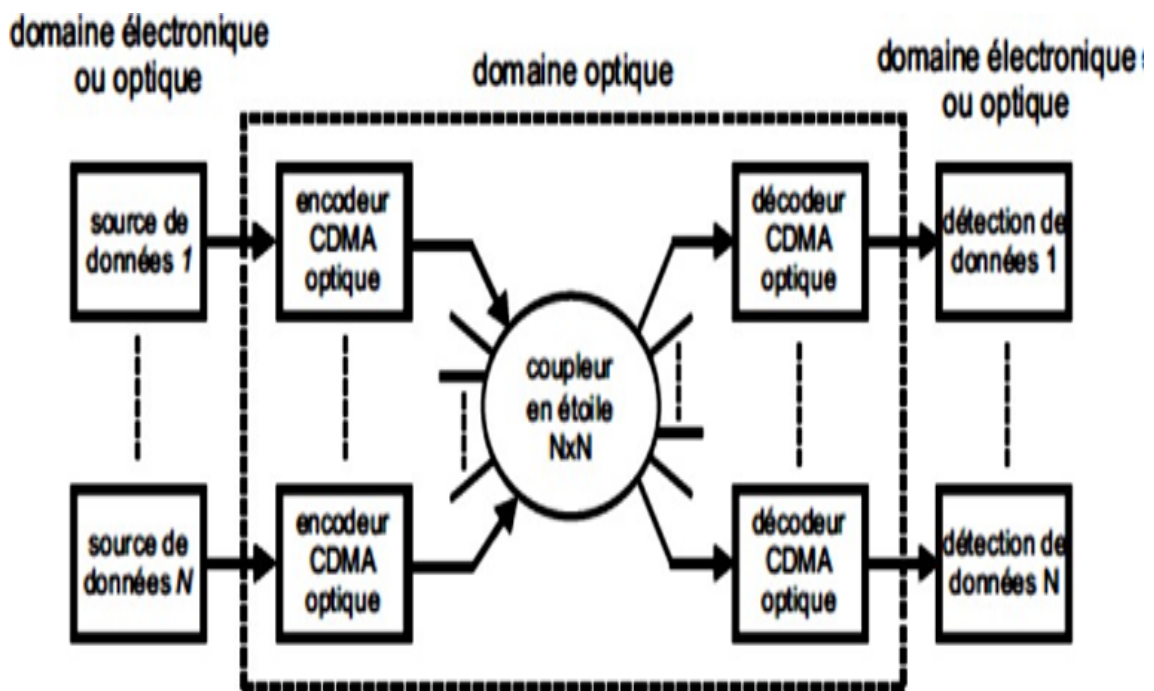 domaine électronique
ou optique
domaine optique
domaine électronique
ou optique
source de
données 1
encodeur
CDMA
optique
décodeur
CDMA
optique
détection de
données 1
coupleur
en étoile
NxN
source de
données N
encodeur
CDMA
optique
décodeur
CDMA
optique
détection de
données N